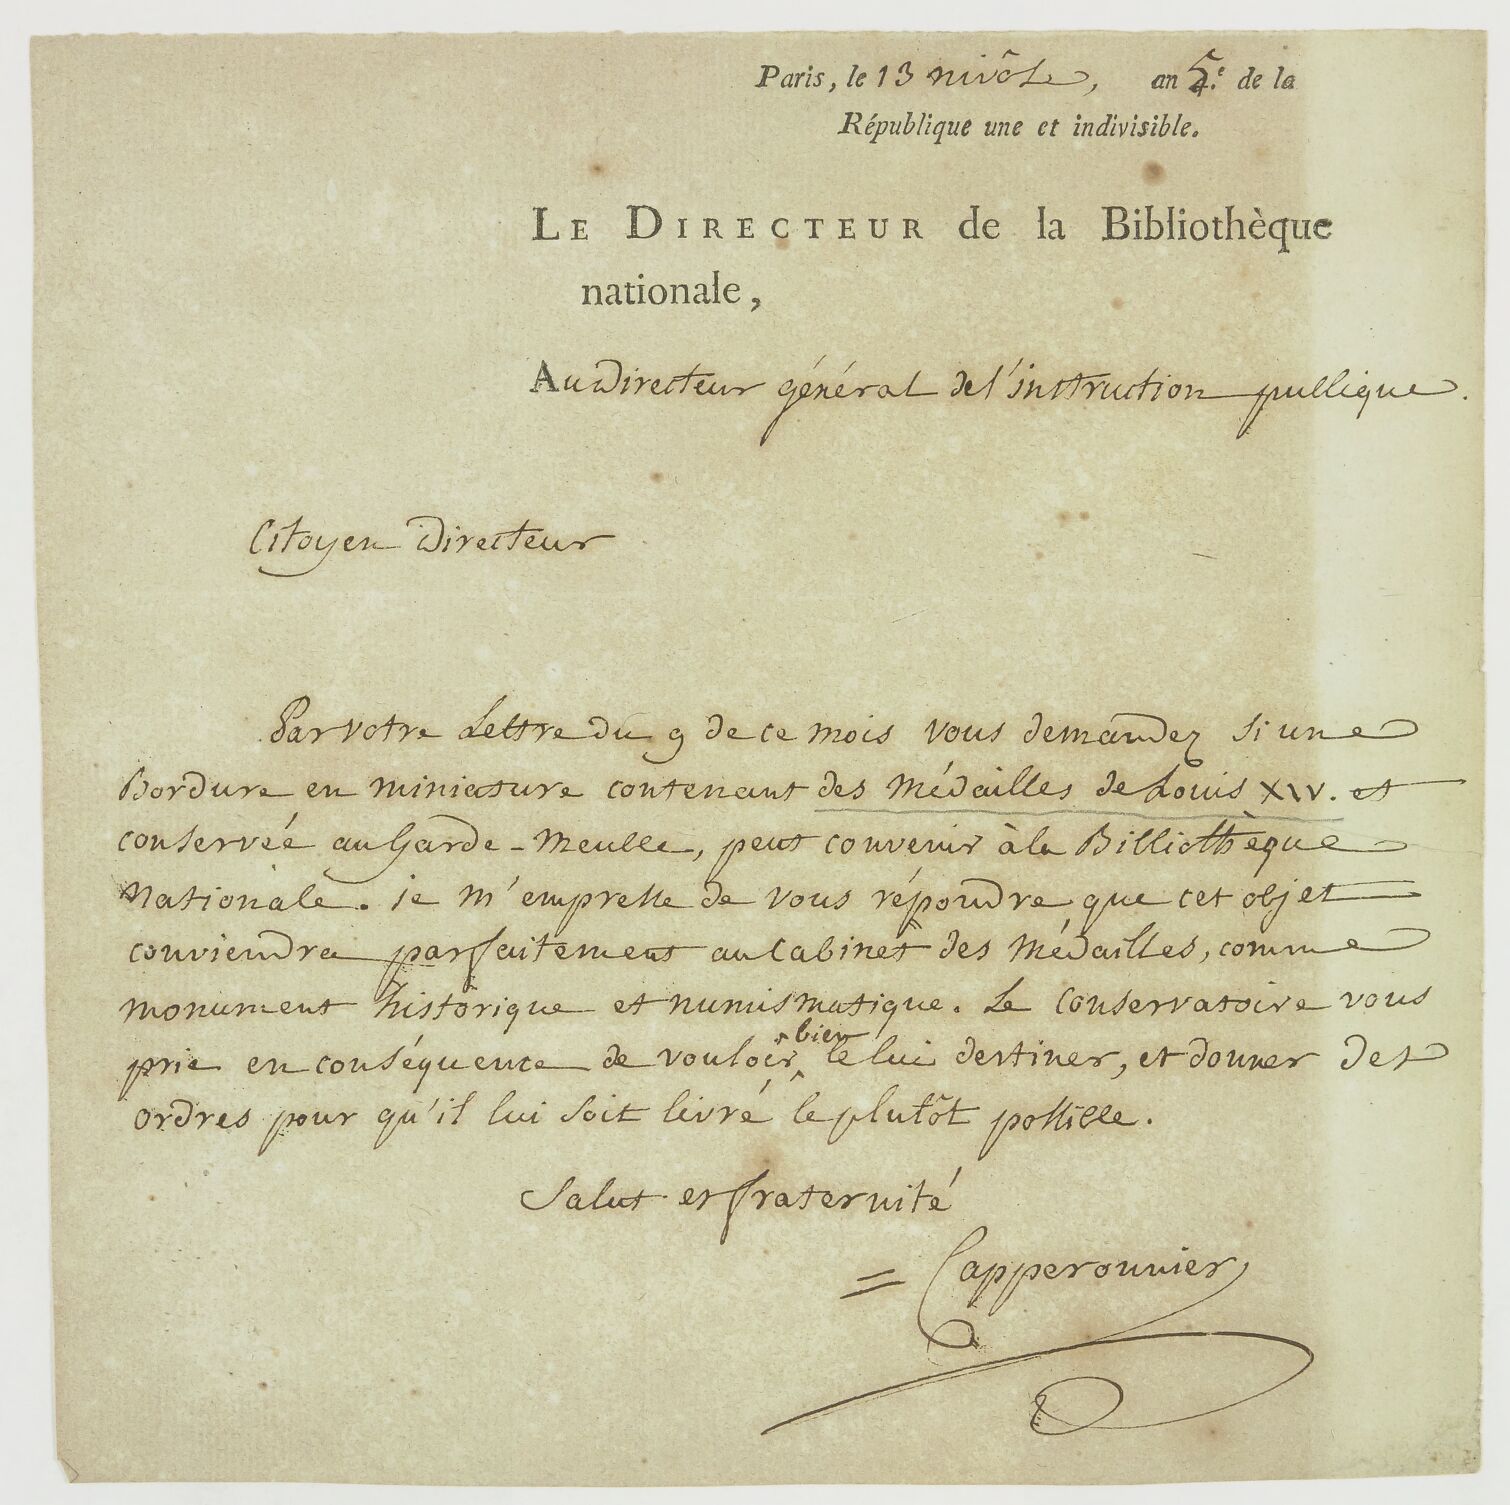 Paris, le 13 nivôse, an 5.e de la
République une et indivisible.
LE DIRECTEUR de la Bibliothèque
nationale,
Au Directeur général de l'instruction publique.
Citoyen Directeur
Par votre Lettre du 9 de ce mois vous demandez si une
Bordure en miniature contenant des Médailles de Louis XIV. et
conservée au Garde-Meuble, peut convenir à la Bibliothèque
Nationale. je m'empresse de vous répondre que cet objet
conviendra parfaitement au Cabinet des Médailles, comme
monument historique et numismatique. Le Conservatoire vous
prie en conséquence de vouloir bien le lui destiner, et donner des
ordres pour qu'il lui soit livré le plutôt possible.
Salut et fraternité
= Capperonnier